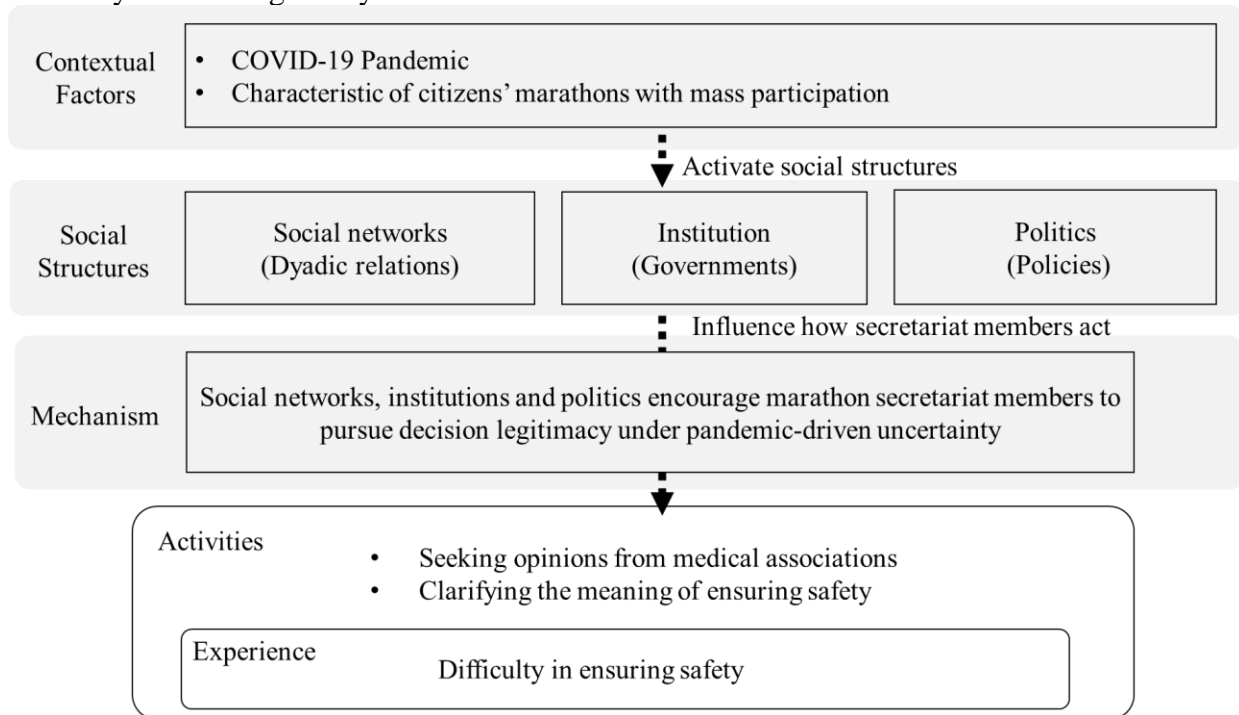 Contextual
Factors
• COVID-19 Pandemic
• Characteristic of citizens’ marathons with mass participation
Activate social structures
Social
Structures
Social networks
(Dyadic relations)
Institution
(Governments)
Politics
(Policies)
Influence how secretariat members act
Mechanism
Social networks, institutions and politics encourage marathon secretariat members to
pursue decision legitimacy under pandemic-driven uncertainty
Activities
• Seeking opinions from medical associations
• Clarifying the meaning of ensuring safety
Experience
Difficulty in ensuring safety